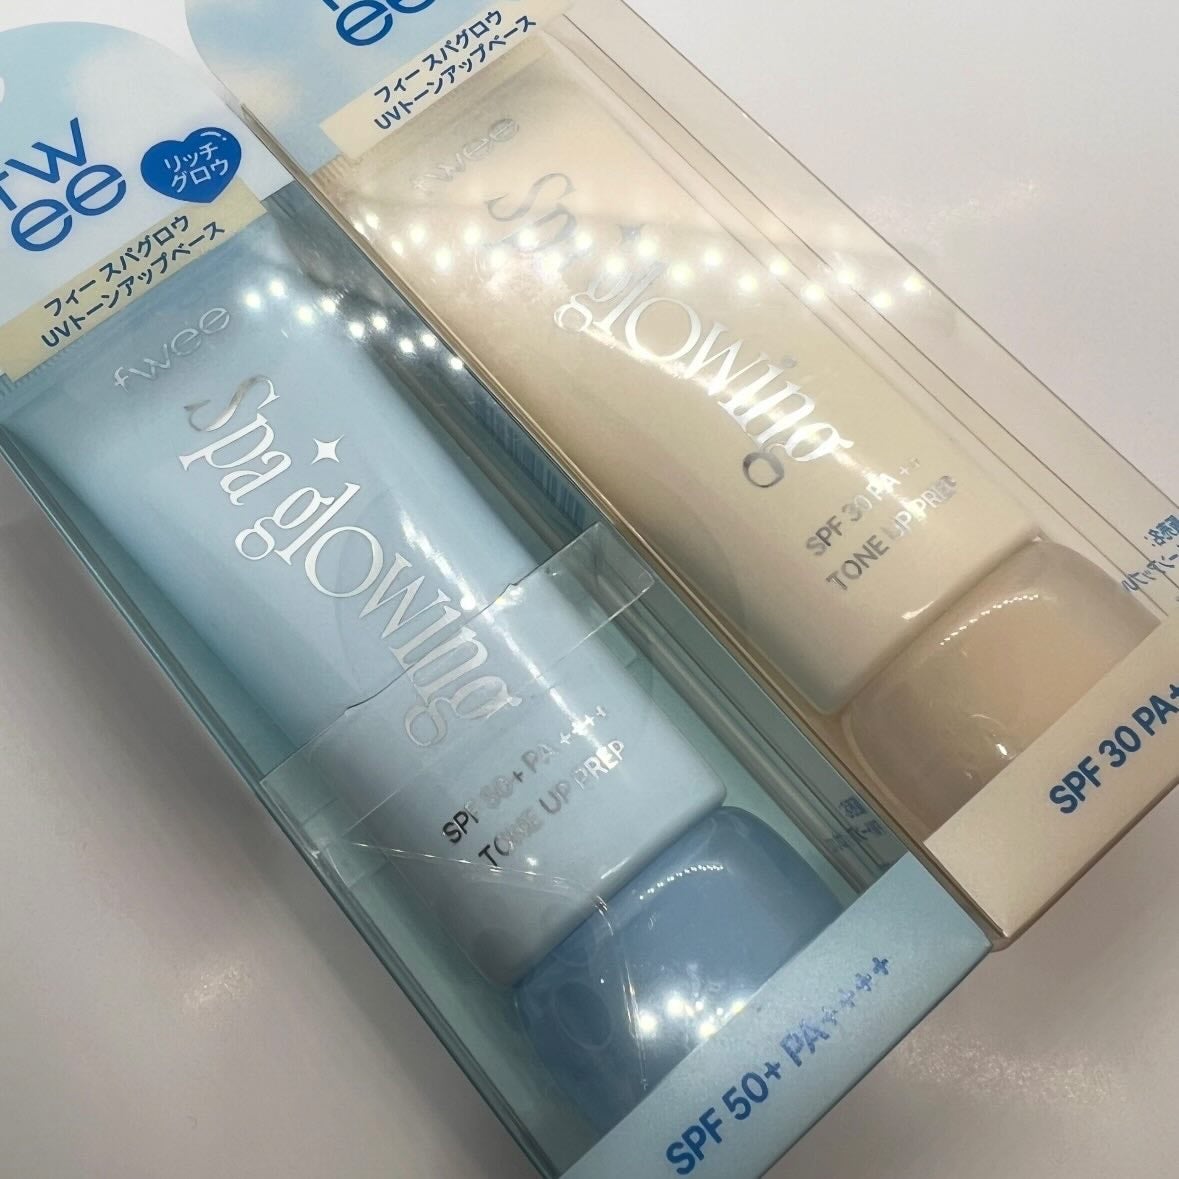 fwee
リッチ
グロウ
フィー スパグロウ
UVトーンアップベース
fwee
Spa glowing
SPF 50+ PA ++++
TONE UP PREP
SPF 50+ PA++++
ee
フィー スパグロウ
UVトーンアップベース
fwee
Spa glowing
SPF 30 PA ++
TONE UP PREP
SPF 30 PA+